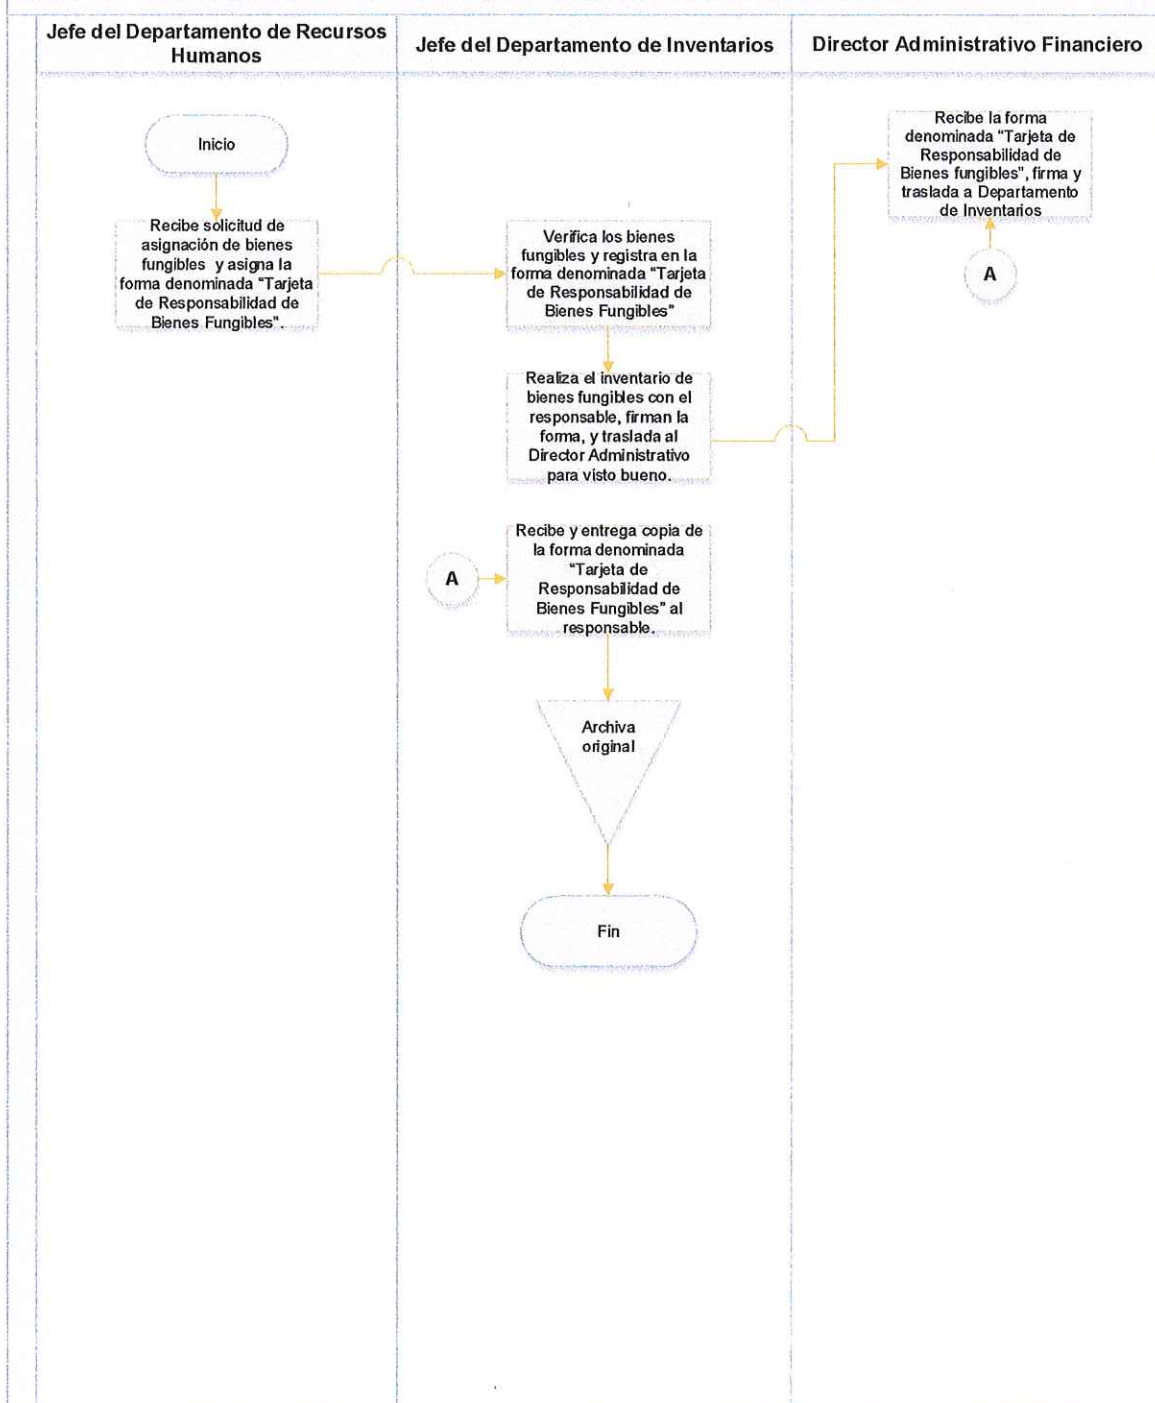 Jefe del Departamento de Recursos
Humanos
Jefe del Departamento de Inventarios
Director Administrativo Financiero
Inicio
Recibe solicitud de
asignación de bienes
fungibles y asigna la
forma denominada "Tarjeta
de Responsabilidad de
Bienes Fungibles".
Verifica los bienes
fungibles y registra en la
forma denominada "Tarjeta
de Responsabilidad de
Bienes Fungibles"
Realiza el inventario de
bienes fungibles con el
responsable, firman la
forma, y traslada al
Director Administrativo
para visto bueno.
Recibe la forma
denominada "Tarjeta de
Responsabilidad de
Bienes fungibles", firma y
traslada a Departamento
de Inventarios
A
A
Recibe y entrega copia de
la forma denominada
"Tarjeta de
Responsabilidad de
Bienes Fungibles" al
responsable.
Archiva
original
Fin